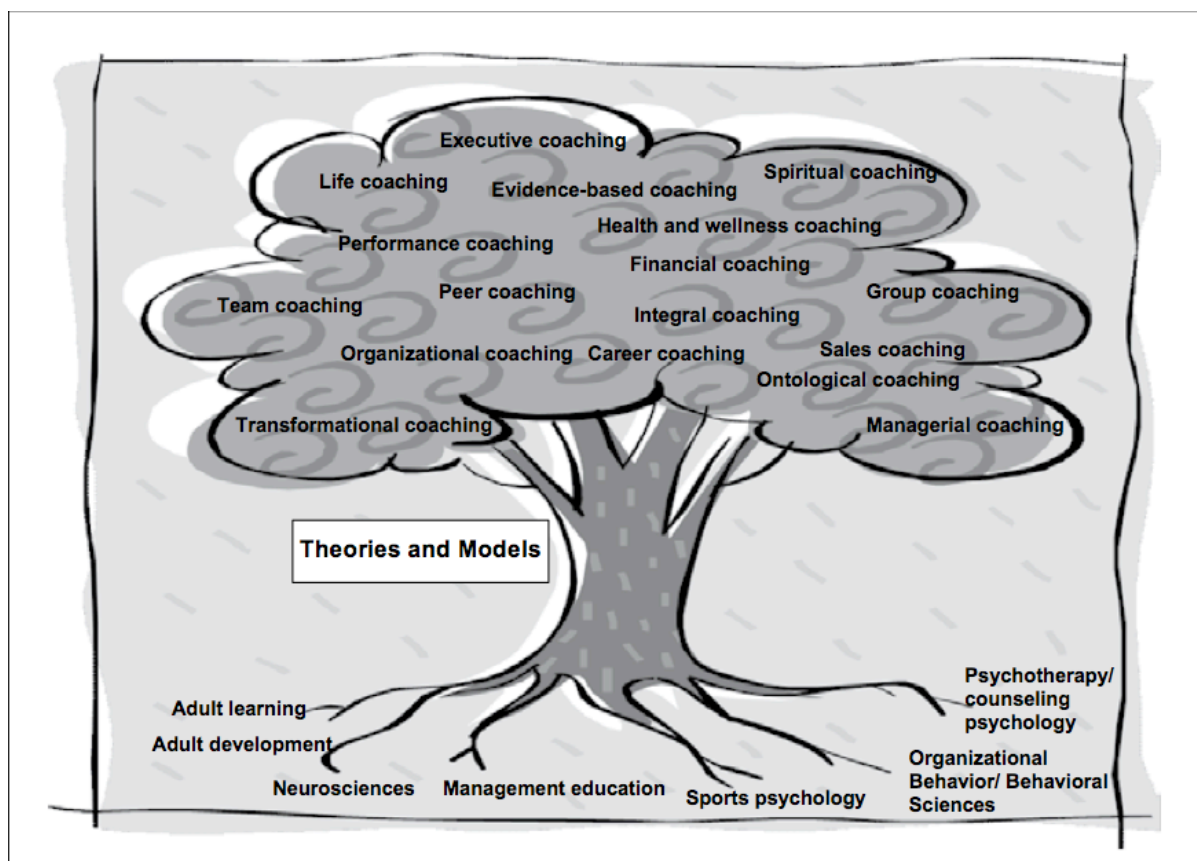 Executive coaching
Life coaching
Evidence-based coaching
Spiritual coaching
Health and wellness coaching
Performance coaching
Financial coaching
Team coaching
Peer coaching
Group coaching
Integral coaching
Organizational coaching
Career coaching
Sales coaching
Ontological coaching
Transformational coaching
Managerial coaching
Theories and Models
Adult learning
Adult development
Neurosciences
Management education
Sports psychology
Psychotherapy/
counseling
psychology
Organizational
Behavior/ Behavioral
Sciences